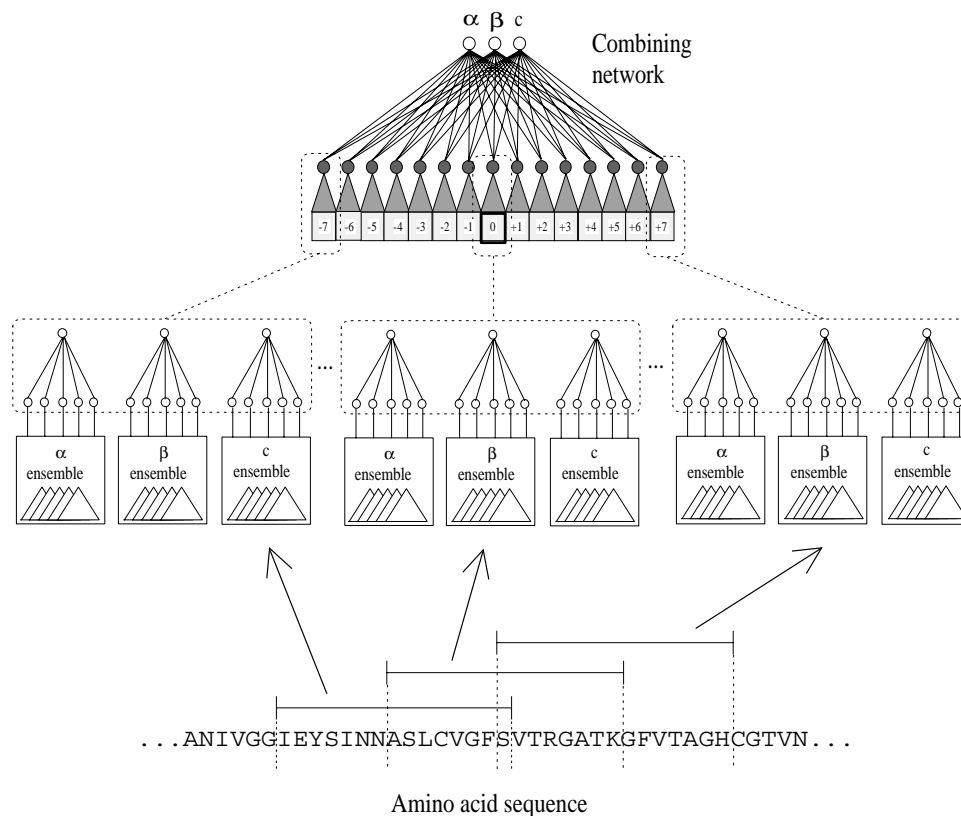 α β c
Combining
network
-7 -6 -5 -4 -3 -2 -1 0 +1 +2 +3 +4 +5 +6 +7
... ...
α β c α β c α β c
ensemble ensemble ensemble ensemble ensemble ensemble ensemble ensemble ensemble
...ANIVGGIEYSINNASLCVGFSVTRGATKGFVTAGHCGTVN...
Amino acid sequence